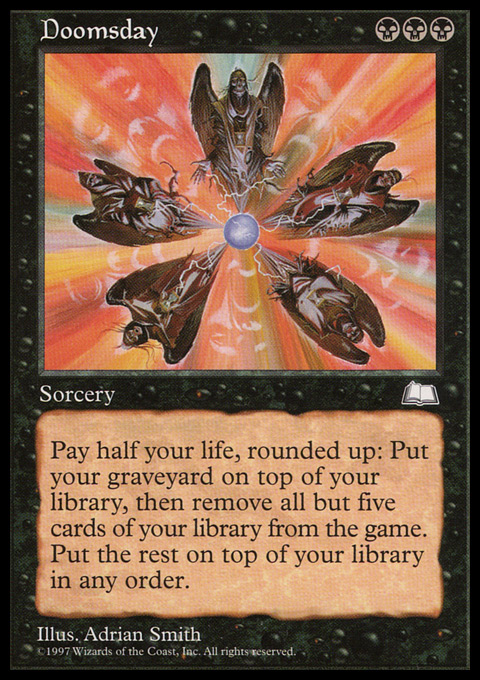 Doomsday
Sorcery
Pay half your life, rounded up: Put
your graveyard on top of your
library, then remove all but five
cards of your library from the game.
Put the rest on top of your library
in any order.
Illus. Adrian Smith
©1997 Wizards of the Coast, Inc. All rights reserved.